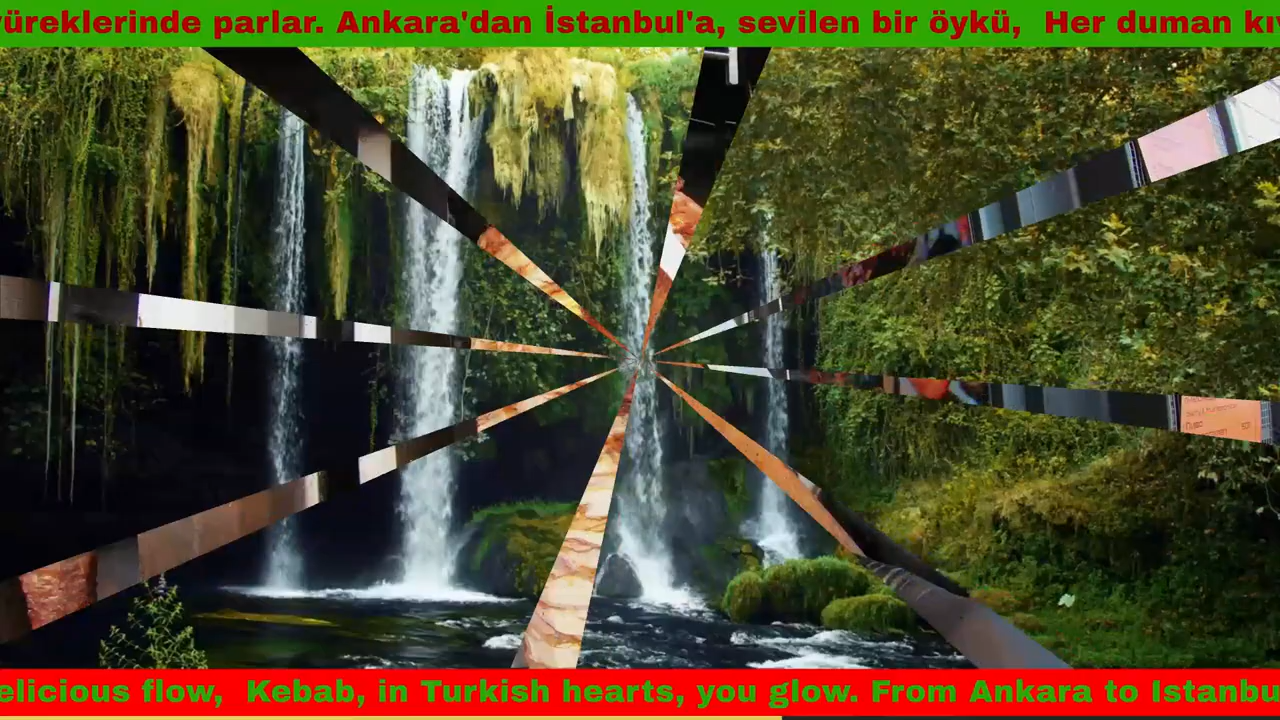 yüreklerinde parlar. Ankara'dan İstanbul'a, sevilen bir öykü, Her duman
elicious flow, Kebab, in Turkish hearts, you glow. From Ankara to Istanbu